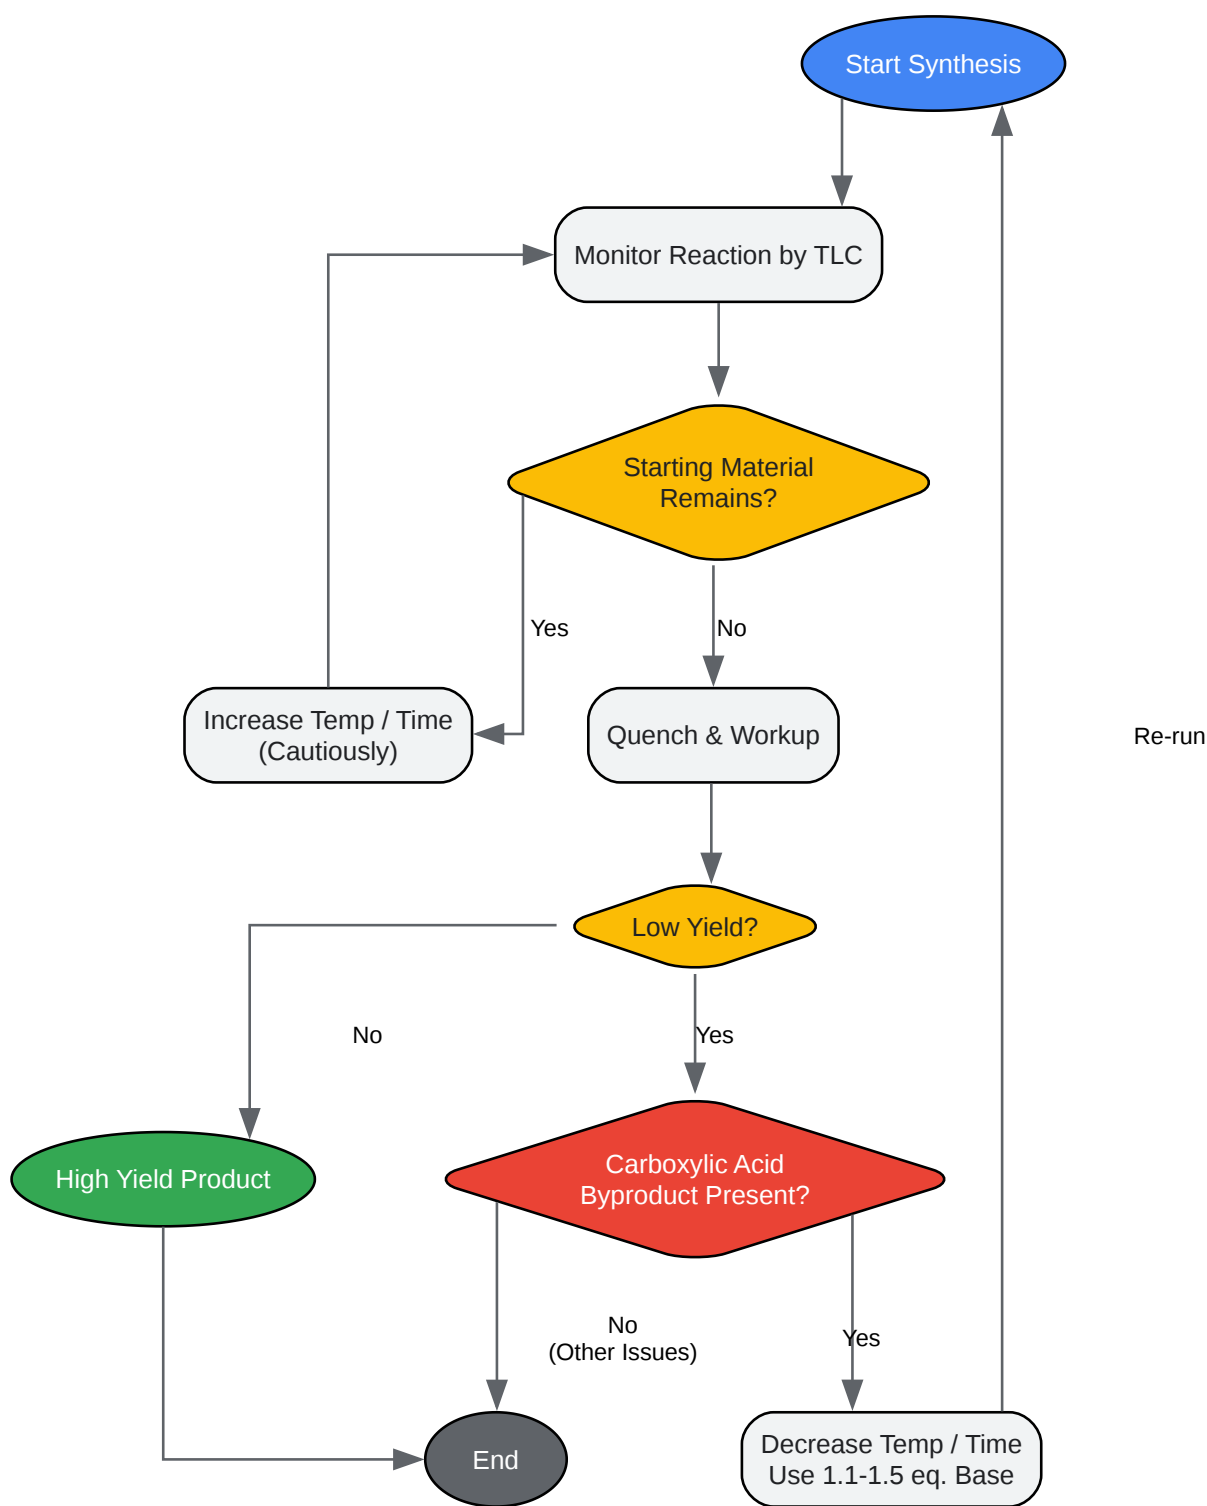 Start Synthesis
Monitor Reaction by TLC
Starting Material
Remains?
Yes
No
Increase Temp / Time
(Cautiously)
Quench & Workup
Re-run
Low Yield?
No
Yes
High Yield Product
Carboxylic Acid
Byproduct Present?
No
(Other Issues)
Yes
End
Decrease Temp / Time
Use 1.1-1.5 eq. Base